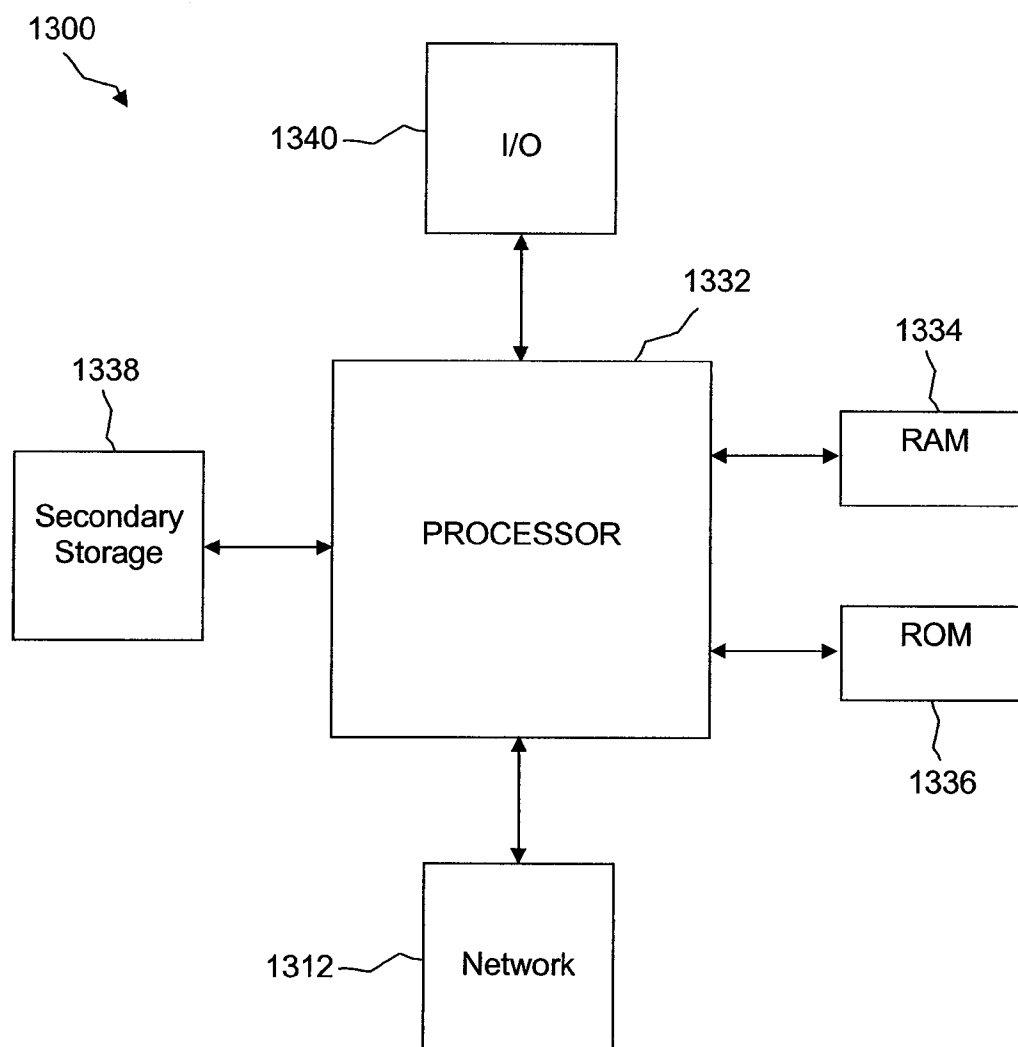 1300
1340
I/O
1332
1334
1338
RAM
Secondary
Storage
PROCESSOR
ROM
1336
1312
Network